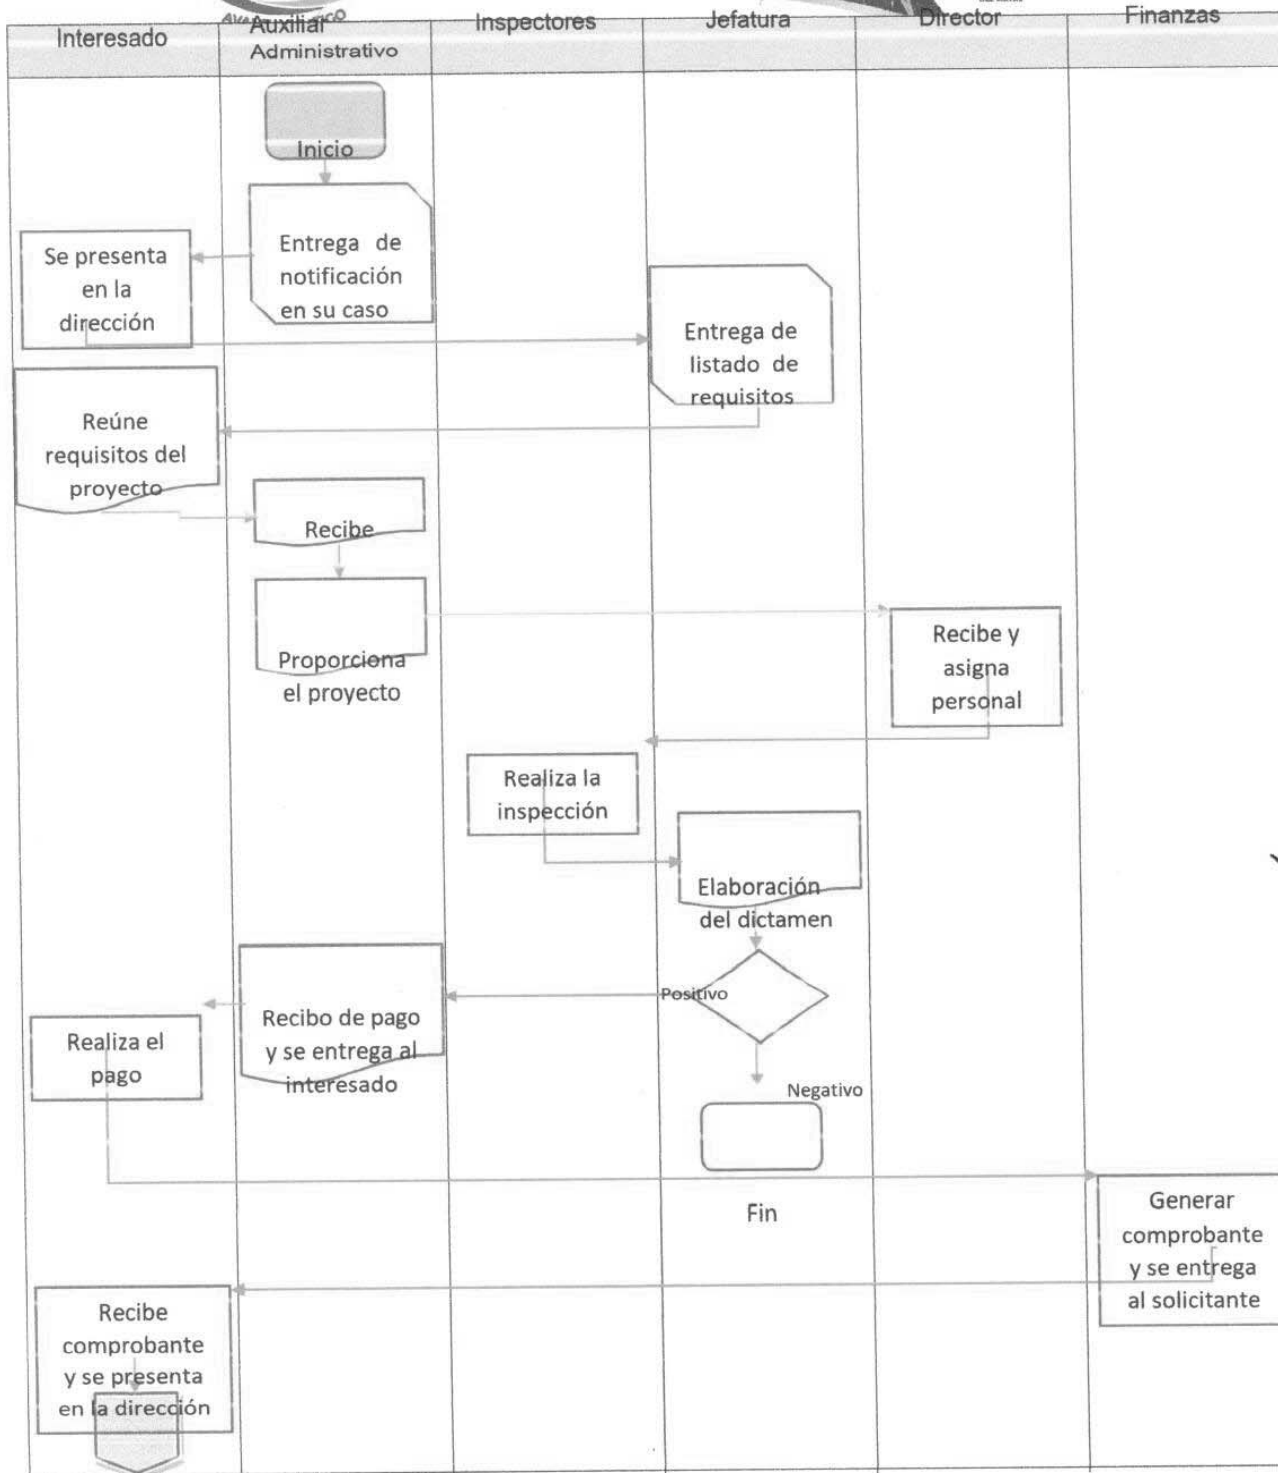 Interesado
Auxiliar
Administrativo
Inspectores
Jefatura
Director
Finanzas
Inicio
Entrega de
notificación
en su caso
Se presenta
en la
dirección
Entrega de
listado de
requisitos
Reúne
requisitos del
proyecto
Recibe
Proporciona
el proyecto
Recibe y
asigna
personal
Realiza la
inspección
Elaboración
del dictamen
Positivo
Recibo de pago
y se entrega al
interesado
Realiza el
pago
Negativo
Fin
Generar
comprobante
y se entrega
al solicitante
Recibe
comprobante
y se presenta
en la dirección